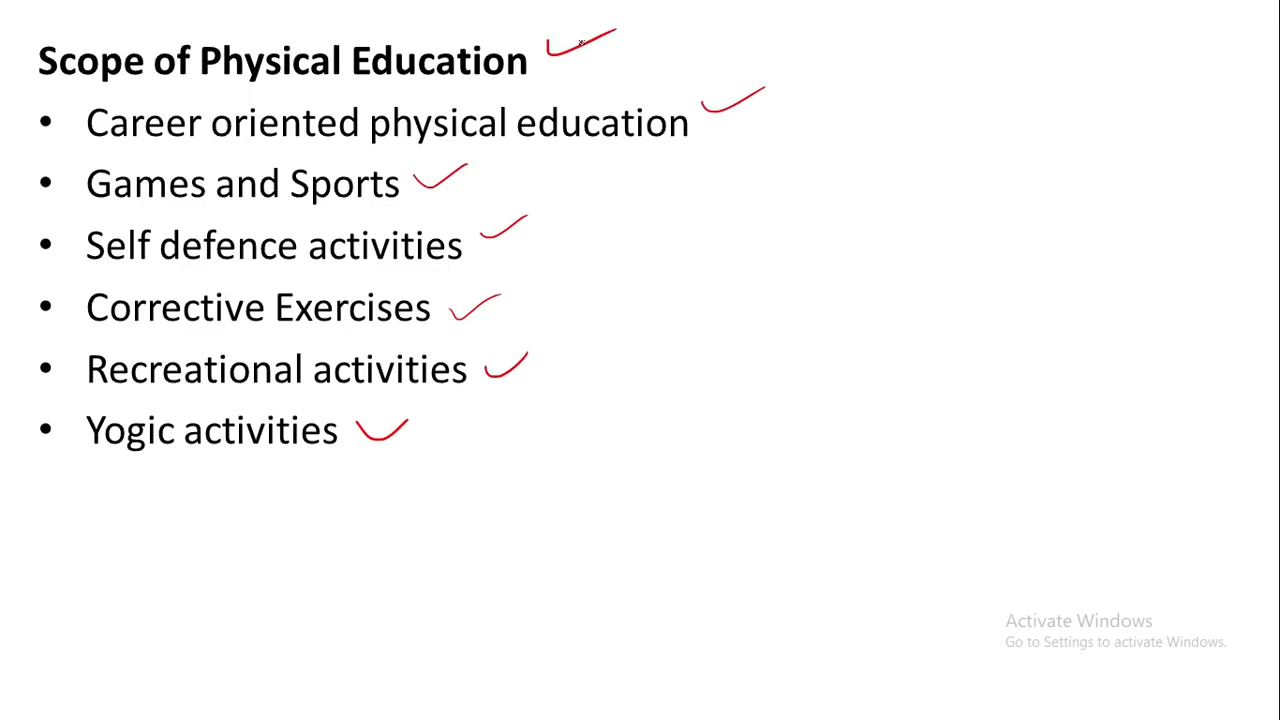 Scope of Physical Education
• Career oriented physical education
• Games and Sports
• Self defence activities
• Corrective Exercises
• Recreational activities
• Yogic activities
Activate Windows
Go to Settings to activate Windows.